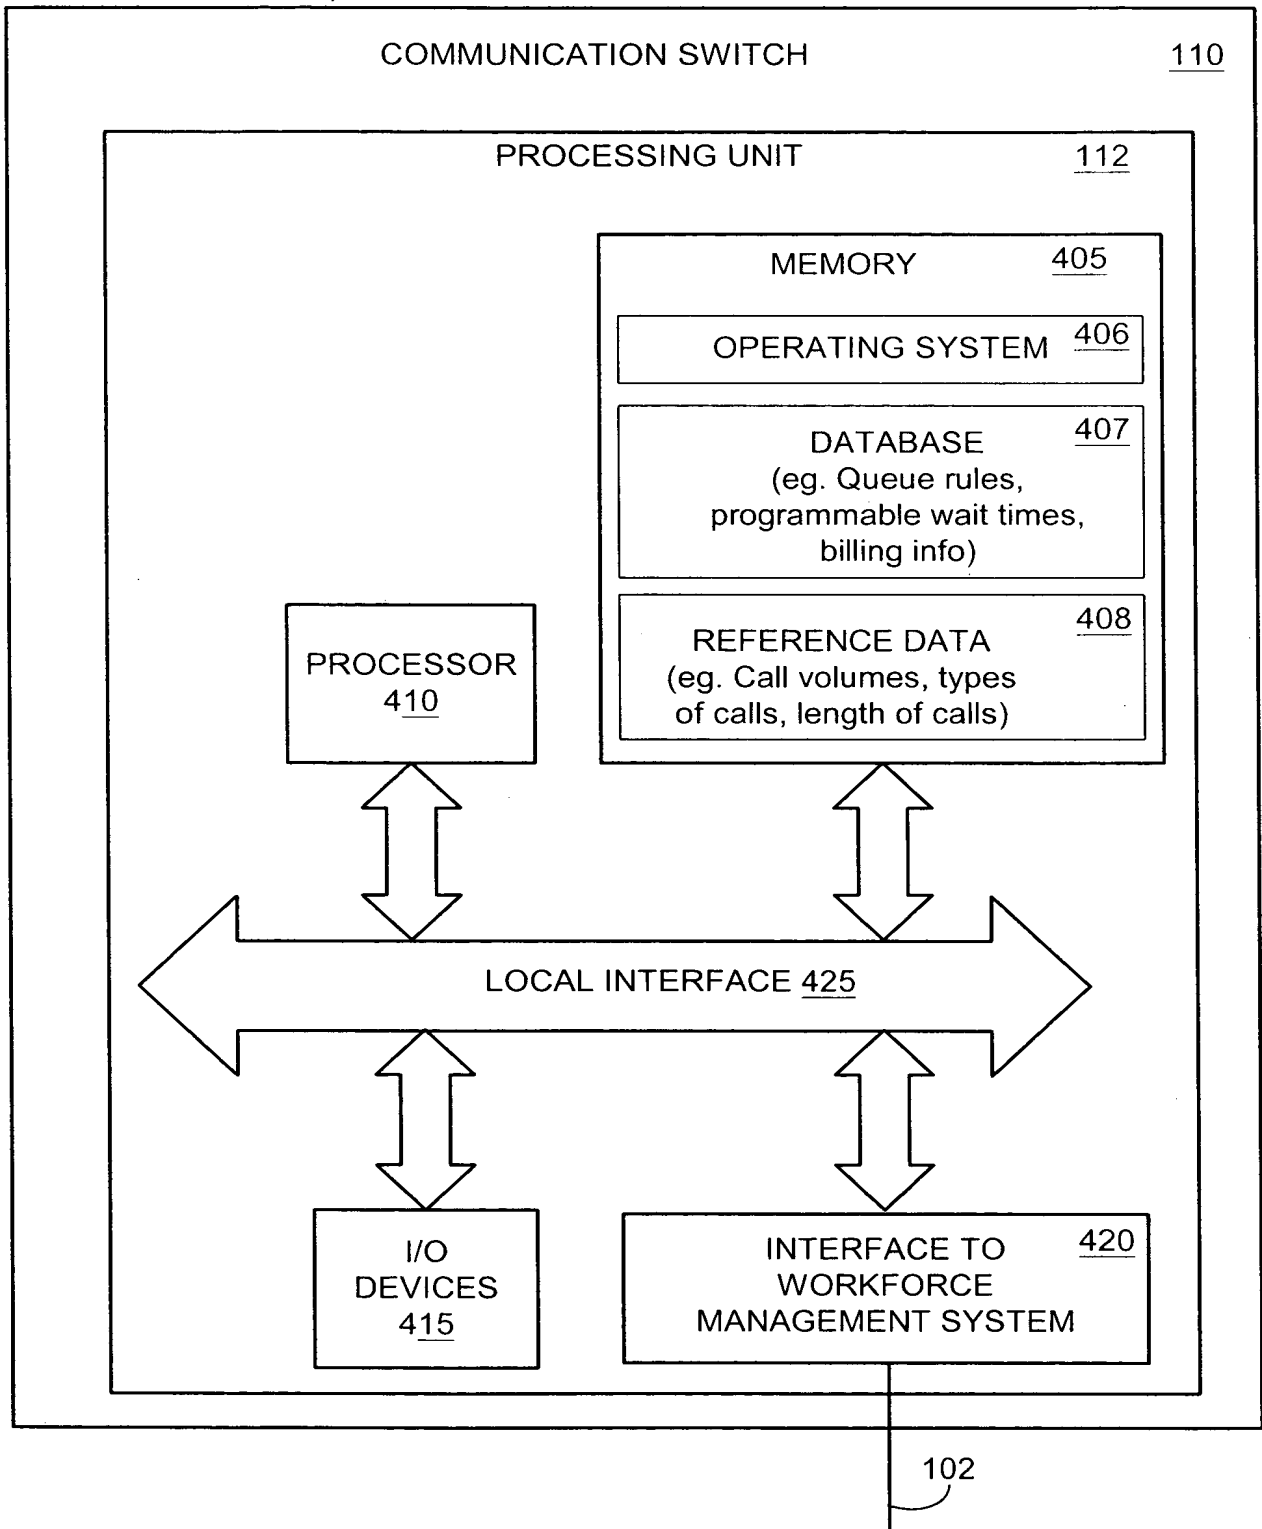 COMMUNICATION SWITCH 110
PROCESSING UNIT 112
MEMORY 405
OPERATING SYSTEM 406
DATABASE 407
(eg. Queue rules,
programmable wait times,
billing info)
REFERENCE DATA 408
(eg. Call volumes, types
of calls, length of calls)
PROCESSOR
410
LOCAL INTERFACE 425
I/O
DEVICES
415
INTERFACE TO 420
WORKFORCE
MANAGEMENT SYSTEM
102